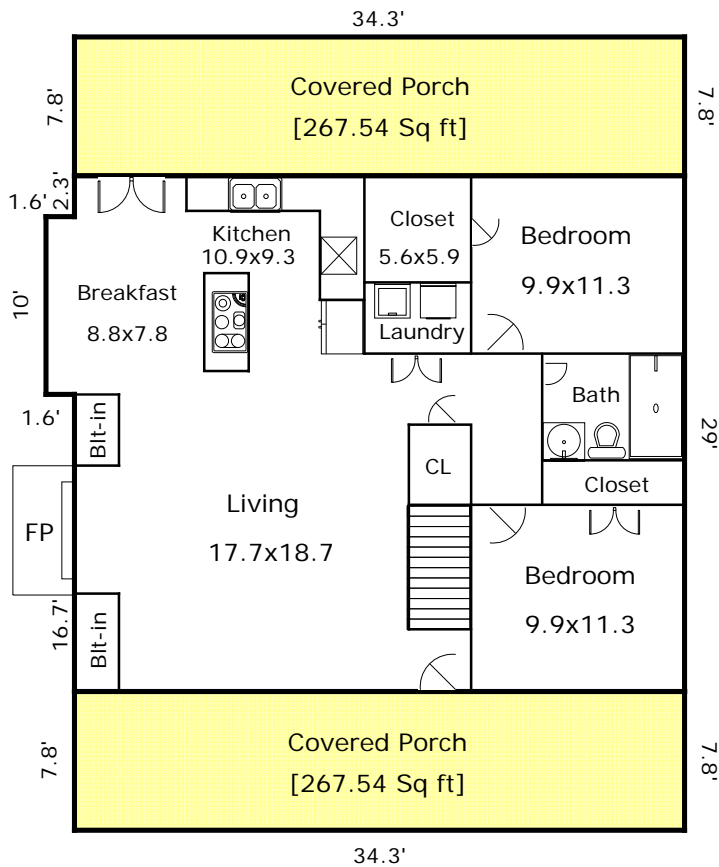 34.3'
7.8'
Covered Porch
[267.54 Sq ft]
7.8'
2.3'
1.6'
Kitchen
10.9x9.3
Closet
5.6x5.9
Bedroom
9.9x11.3
10'
Breakfast
8.8x7.8
Laundry
1.6'
Blt-in
Bath
29'
CL
Closet
FP
Living
17.7x18.7
Bedroom
9.9x11.3
16.7'
Blt-in
7.8'
Covered Porch
[267.54 Sq ft]
7.8'
34.3'